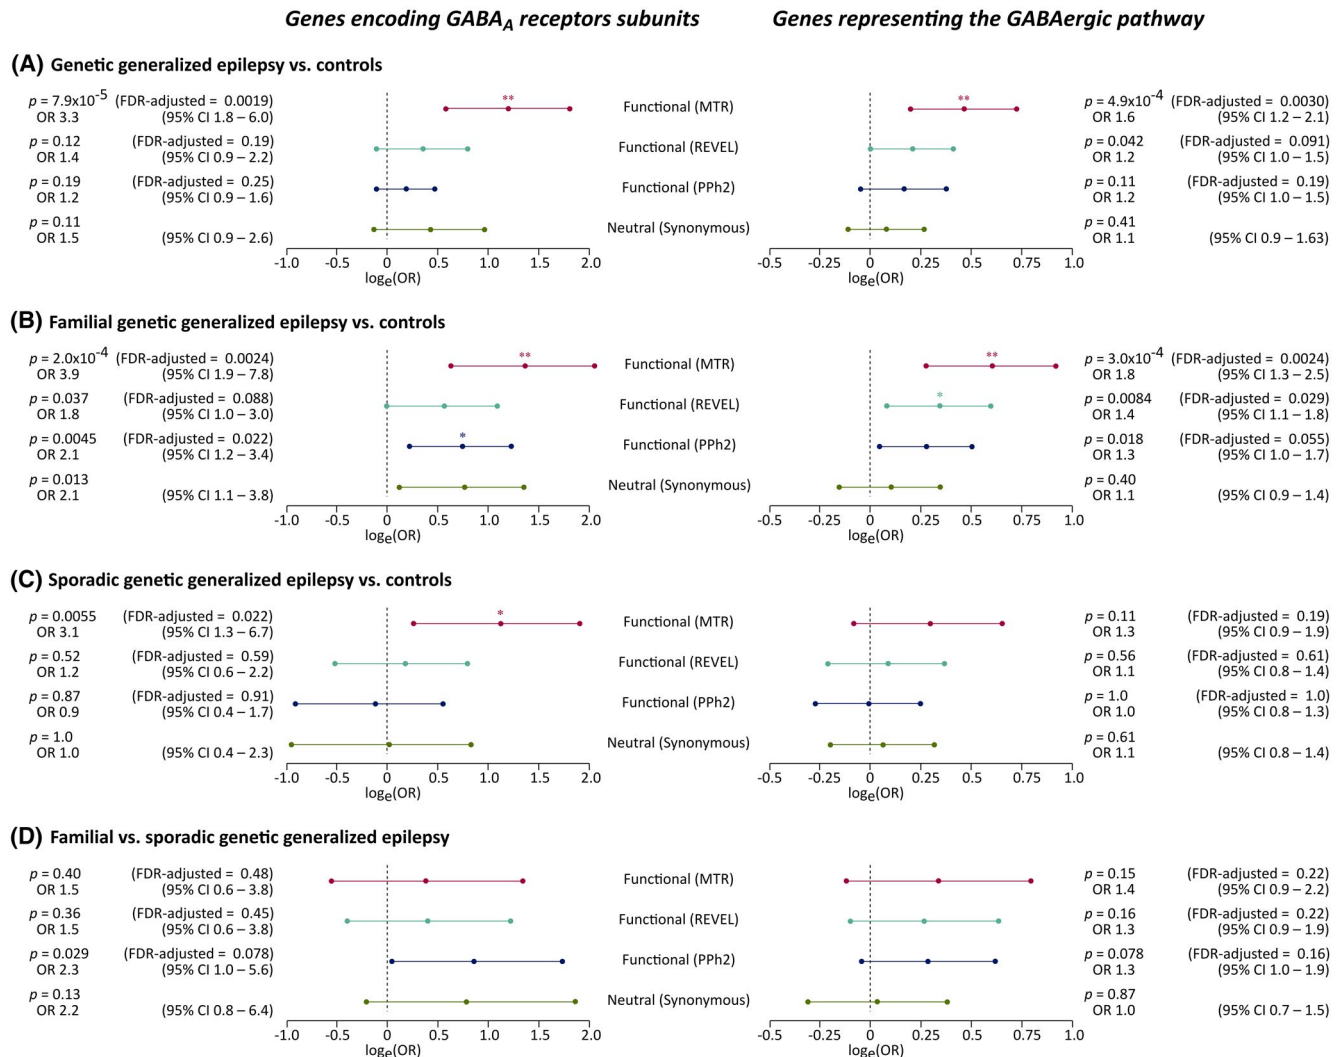 Genes encoding GABAA receptors subunits
Genes representing the GABAergic pathway
(A) Genetic generalized epilepsy vs. controls
p = 7.9x10-5 (FDR-adjusted = 0.0019)
OR 3.3 (95% CI 1.8 – 6.0)
p = 0.12 (FDR-adjusted = 0.19)
OR 1.4 (95% CI 0.9 – 2.2)
p = 0.19 (FDR-adjusted = 0.25)
OR 1.2 (95% CI 0.9 – 1.6)
p = 0.11
OR 1.5 (95% CI 0.9 – 2.6)
**
-1.0 -0.5 0 0.5 1.0 1.5 2.0
loge(OR)
Functional (MTR)
Functional (REVEL)
Functional (PPh2)
Neutral (Synonymous)
**
-0.5 -0.25 0 0.25 0.5 0.75 1.0
loge(OR)
p = 4.9x10-4 (FDR-adjusted = 0.0030)
OR 1.6 (95% CI 1.2 – 2.1)
p = 0.042 (FDR-adjusted = 0.091)
OR 1.2 (95% CI 1.0 – 1.5)
p = 0.11 (FDR-adjusted = 0.19)
OR 1.2 (95% CI 1.0 – 1.5)
p = 0.41
OR 1.1 (95% CI 0.9 – 1.63)
(B) Familial genetic generalized epilepsy vs. controls
p = 2.0x10-4 (FDR-adjusted = 0.0024)
OR 3.9 (95% CI 1.9 – 7.8)
p = 0.037 (FDR-adjusted = 0.088)
OR 1.8 (95% CI 1.0 – 3.0)
p = 0.0045 (FDR-adjusted = 0.022)
OR 2.1 (95% CI 1.2 – 3.4)
p = 0.013
OR 2.1 (95% CI 1.1 – 3.8)
**
*
-1.0 -0.5 0 0.5 1.0 1.5 2.0
loge(OR)
Functional (MTR)
Functional (REVEL)
Functional (PPh2)
Neutral (Synonymous)
**
*
-0.5 -0.25 0 0.25 0.5 0.75 1.0
loge(OR)
p = 3.0x10-4 (FDR-adjusted = 0.0024)
OR 1.8 (95% CI 1.3 – 2.5)
p = 0.0084 (FDR-adjusted = 0.029)
OR 1.4 (95% CI 1.1 – 1.8)
p = 0.018 (FDR-adjusted = 0.055)
OR 1.3 (95% CI 1.0 – 1.7)
p = 0.40
OR 1.1 (95% CI 0.9 – 1.4)
(C) Sporadic genetic generalized epilepsy vs. controls
p = 0.0055 (FDR-adjusted = 0.022)
OR 3.1 (95% CI 1.3 – 6.7)
p = 0.52 (FDR-adjusted = 0.59)
OR 1.2 (95% CI 0.6 – 2.2)
p = 0.87 (FDR-adjusted = 0.91)
OR 0.9 (95% CI 0.4 – 1.7)
p = 1.0
OR 1.0 (95% CI 0.4 – 2.3)
*
-1.0 -0.5 0 0.5 1.0 1.5 2.0
loge(OR)
Functional (MTR)
Functional (REVEL)
Functional (PPh2)
Neutral (Synonymous)
-0.5 -0.25 0 0.25 0.5 0.75 1.0
loge(OR)
p = 0.11 (FDR-adjusted = 0.19)
OR 1.3 (95% CI 0.9 – 1.9)
p = 0.56 (FDR-adjusted = 0.61)
OR 1.1 (95% CI 0.8 – 1.4)
p = 1.0 (FDR-adjusted = 1.0)
OR 1.0 (95% CI 0.8 – 1.3)
p = 0.61
OR 1.1 (95% CI 0.8 – 1.4)
(D) Familial vs. sporadic genetic generalized epilepsy
p = 0.40 (FDR-adjusted = 0.48)
OR 1.5 (95% CI 0.6 – 3.8)
p = 0.36 (FDR-adjusted = 0.45)
OR 1.5 (95% CI 0.6 – 3.8)
p = 0.029 (FDR-adjusted = 0.078)
OR 2.3 (95% CI 1.0 – 5.6)
p = 0.13
OR 2.2 (95% CI 0.8 – 6.4)
-1.0 -0.5 0 0.5 1.0 1.5 2.0
loge(OR)
Functional (MTR)
Functional (REVEL)
Functional (PPh2)
Neutral (Synonymous)
-0.5 -0.25 0 0.25 0.5 0.75 1.0
loge(OR)
p = 0.15 (FDR-adjusted = 0.22)
OR 1.4 (95% CI 0.9 – 2.2)
p = 0.16 (FDR-adjusted = 0.22)
OR 1.3 (95% CI 0.9 – 1.9)
p = 0.078 (FDR-adjusted = 0.16)
OR 1.3 (95% CI 1.0 – 1.9)
p = 0.87
OR 1.0 (95% CI 0.7 – 1.5)